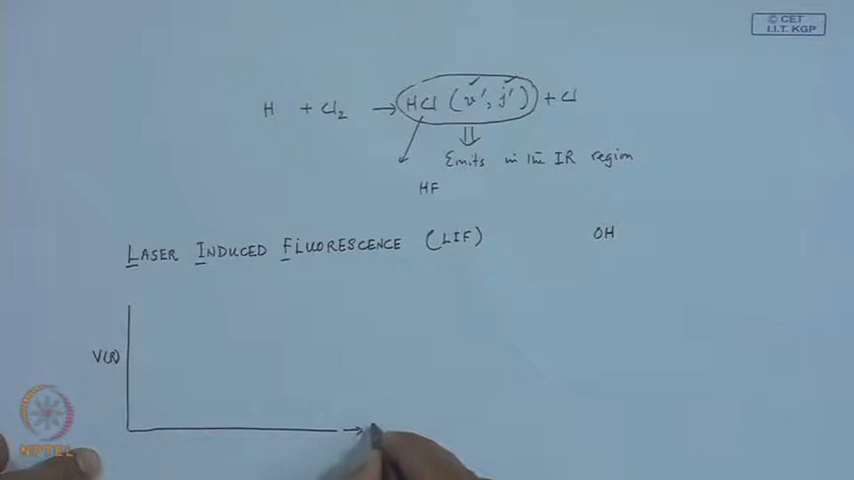 © CET
I.I.T. KGP
H + Cl₂ → HCl (v', j') + Cl
Emits in the IR region
HF
LASER INDUCED FLUORESCENCE (LIF) OH
V(R)
NPTEL